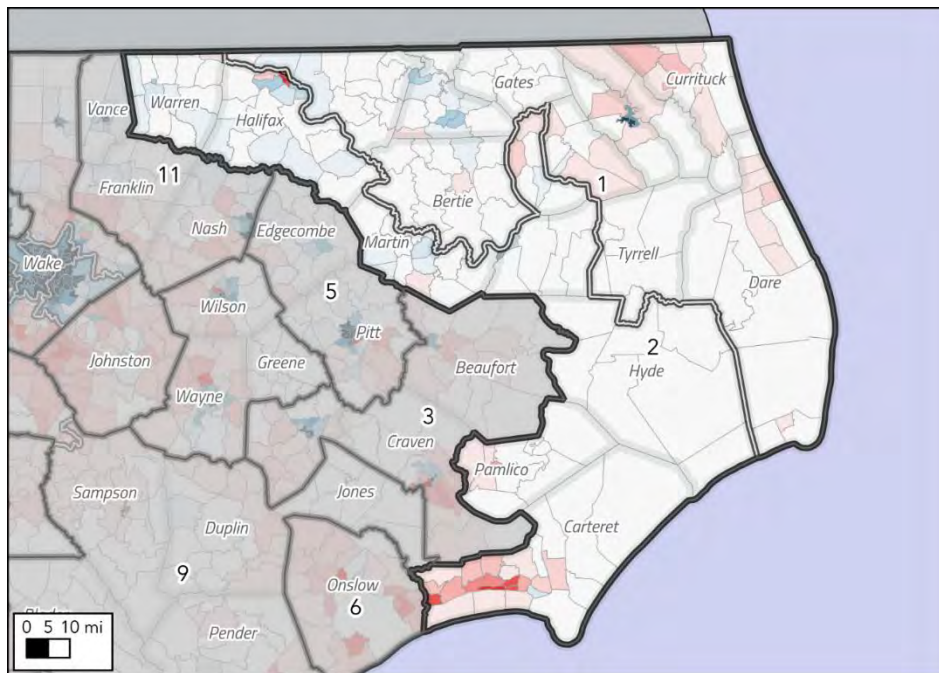 Gates
Currituck
Warren
Vance
Halifax
11
Franklin
1
Bertie
Nash
Edgecombe
Martin
Tyrrell
Wake
Dare
5
Wilson
Pitt
2
Johnston
Greene
Beaufort
Hyde
Wayne
3
Craven
Pamlico
Jones
Sampson
Duplin
Carteret
9
Onslow
6
0 5 10 mi
Pender